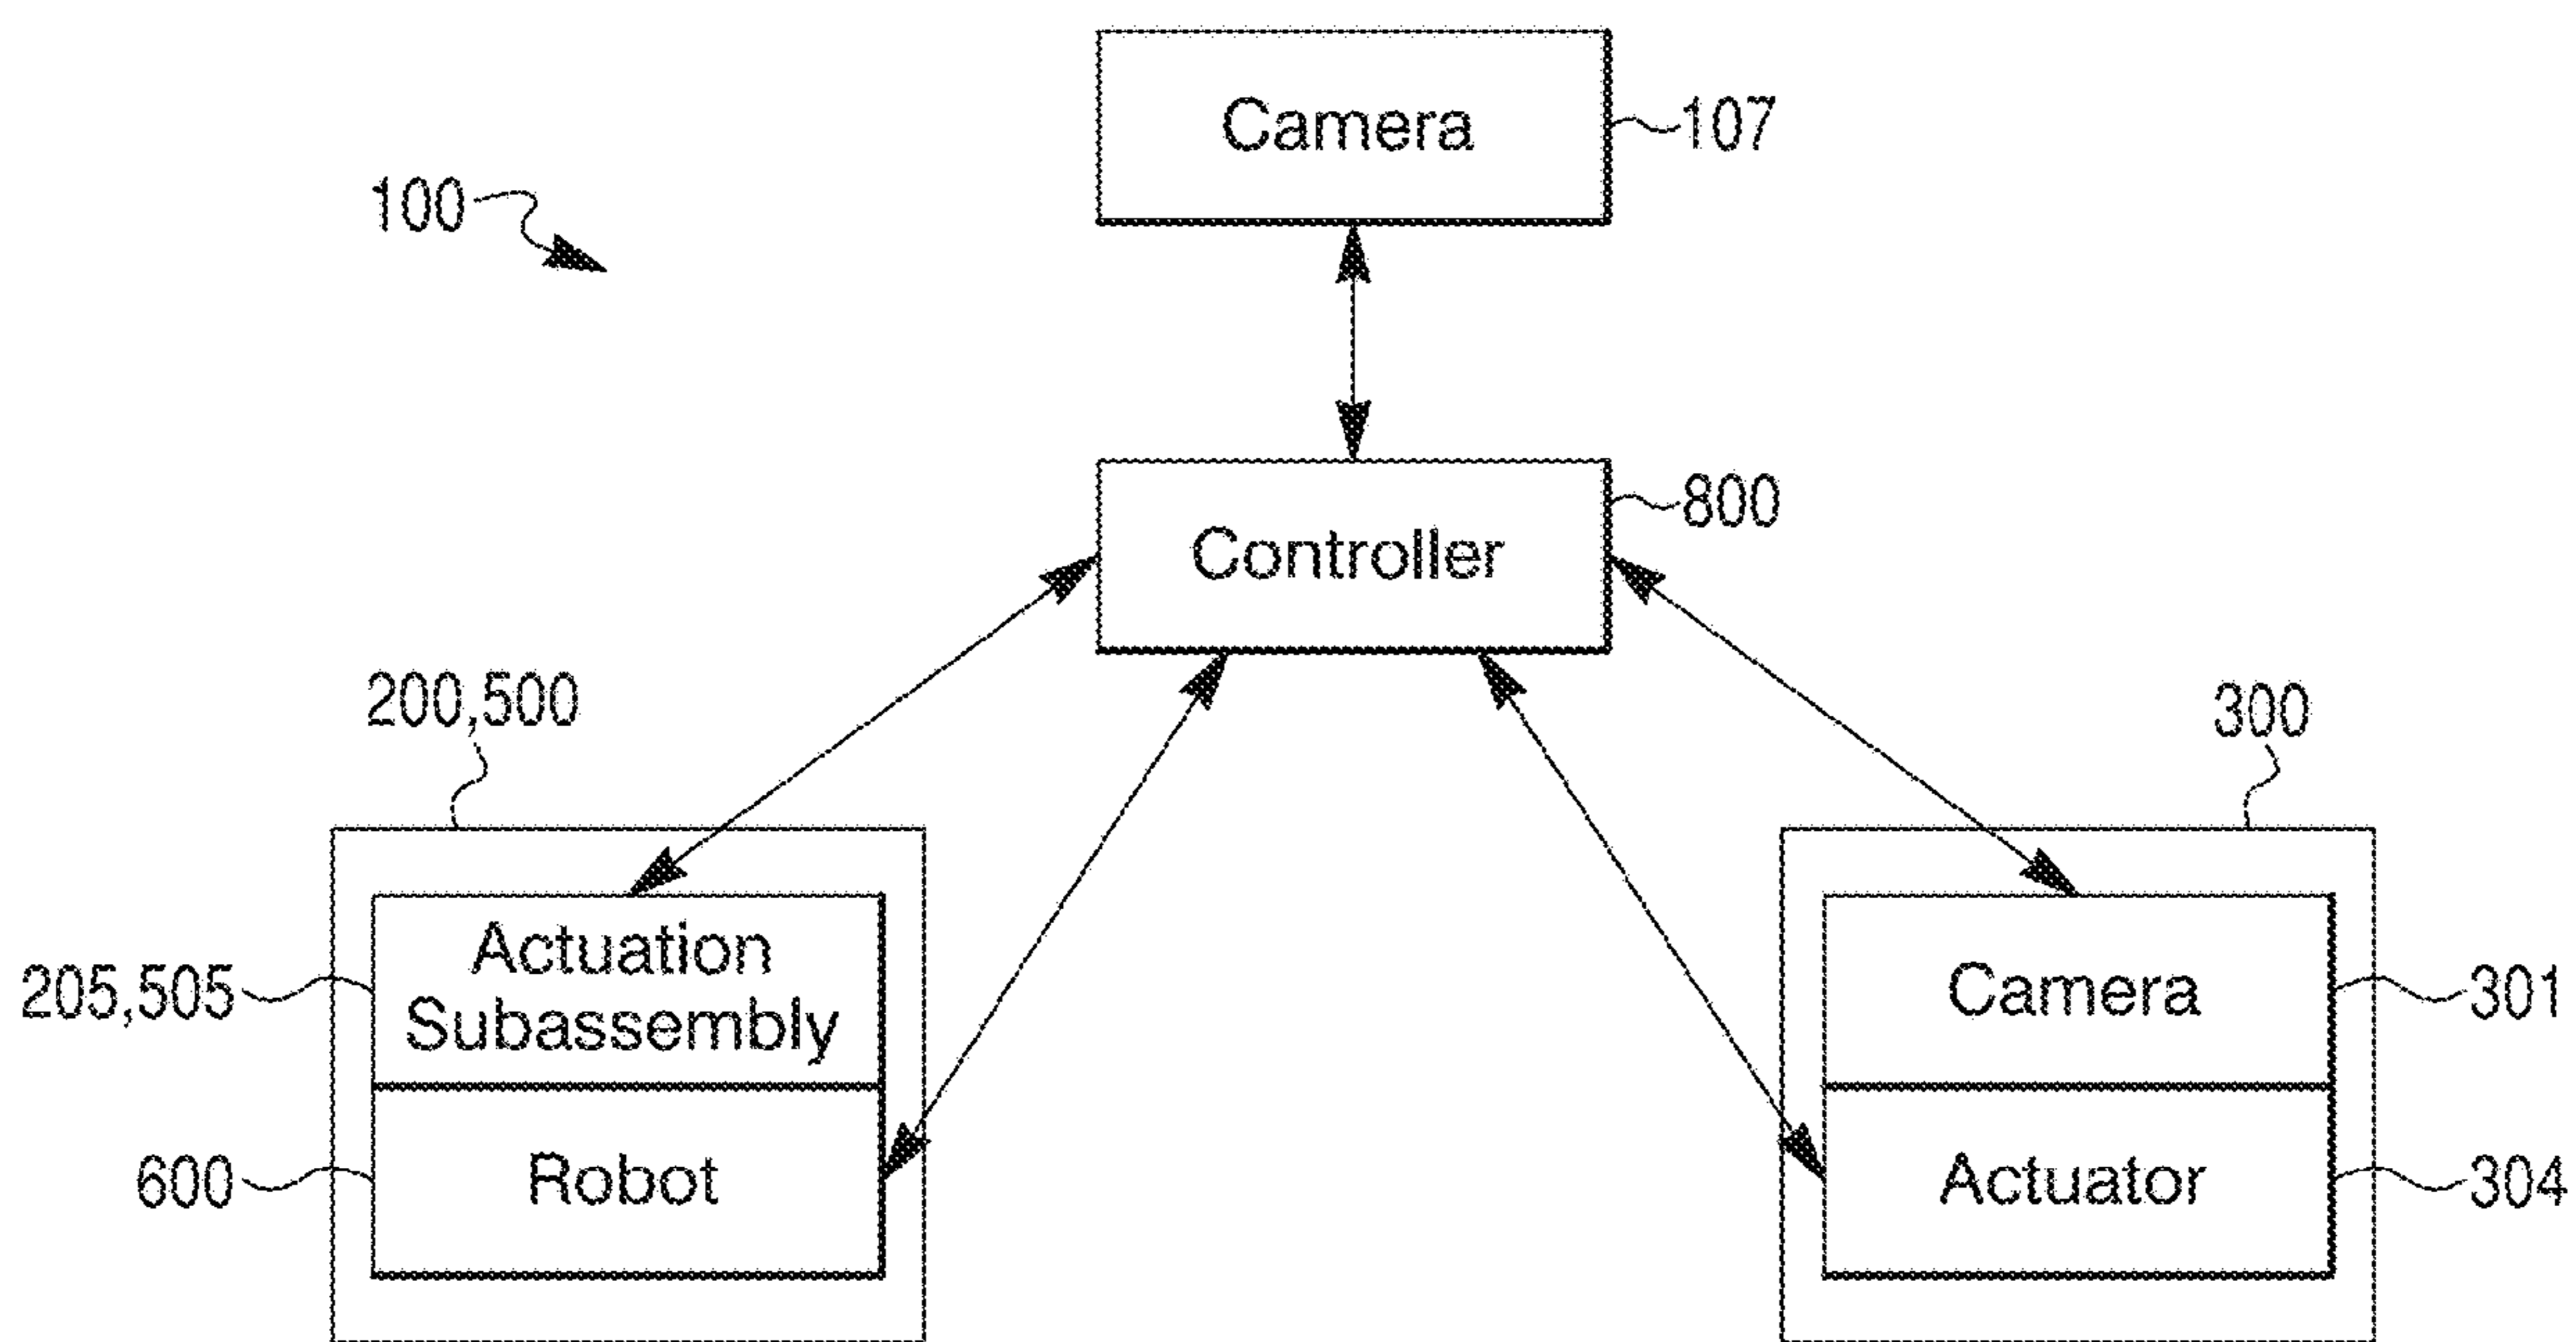 Camera
107
100
800
Controller
200,500
300
Actuation
Subassembly
205,505
Camera
301
600
Robot
Actuator
304